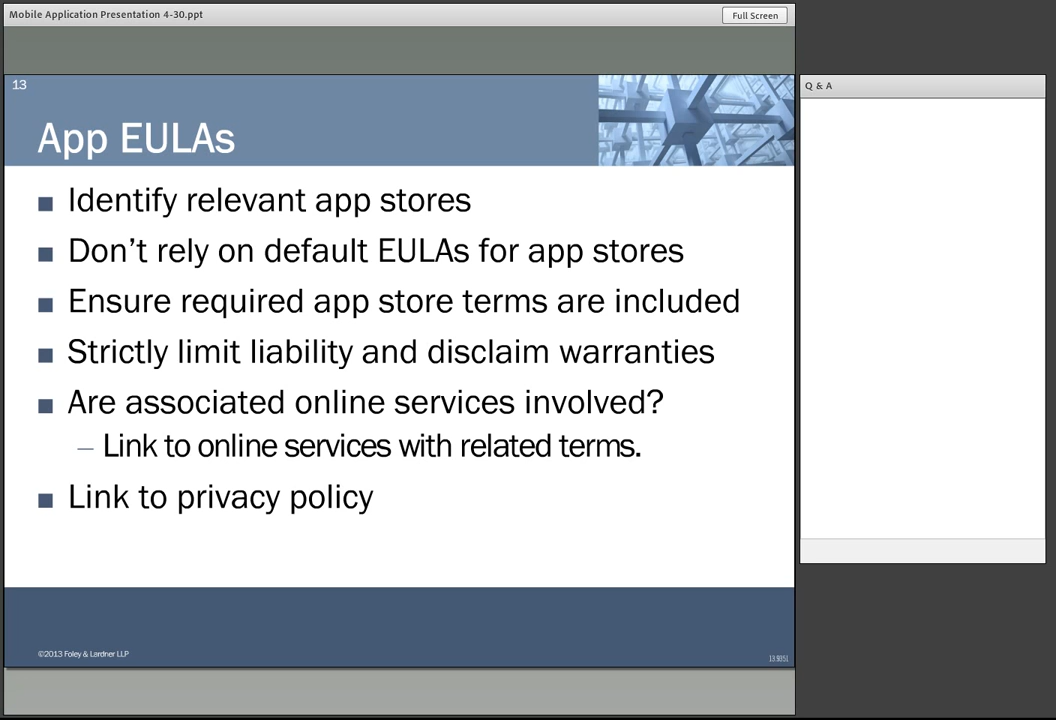 Mobile Application Presentation 4-30.ppt
Full Screen
13
App EULAs
Identify relevant app stores
Don't rely on default EULAs for app stores
Ensure required app store terms are included
Strictly limit liability and disclaim warranties
Are associated online services involved?
– Link to online services with related terms.
Link to privacy policy
©2013 Foley & Lardner LLP
13.9051
Q & A